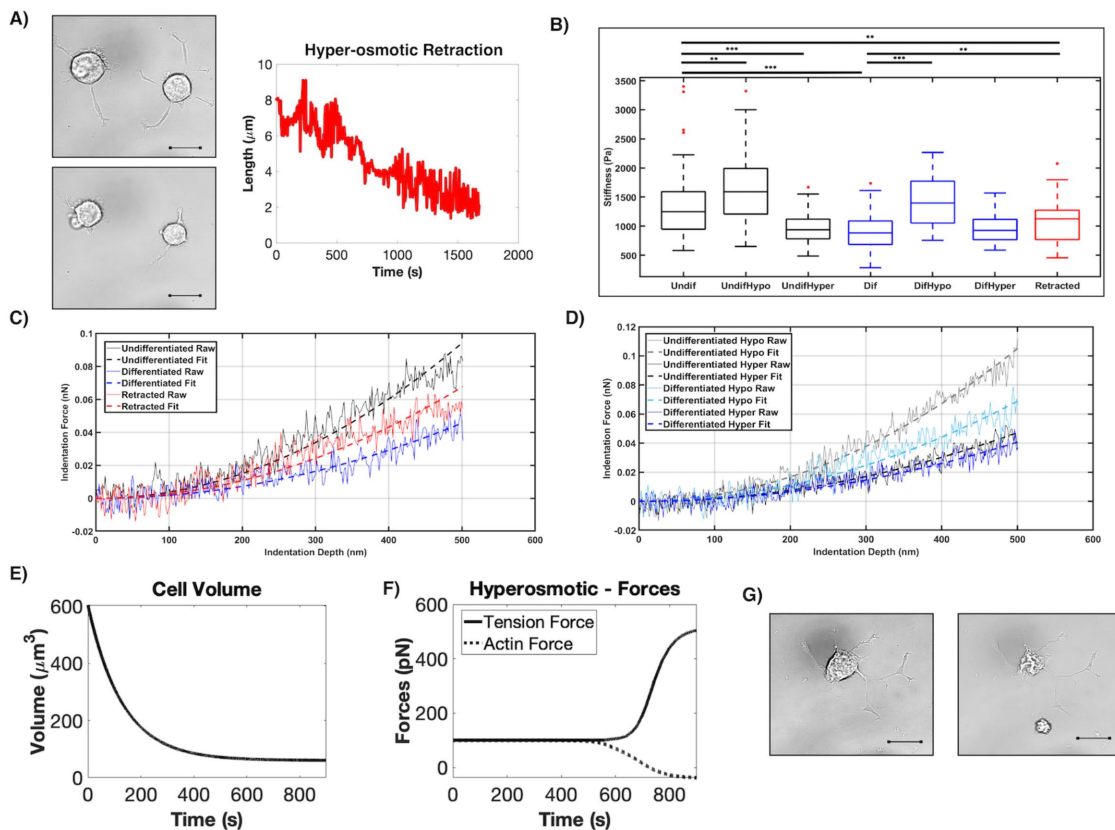 A)
Hyper-osmotic Retraction
10
8
6
4
2
0
Length (μm)
0 500 1000 1500 2000
Time (s)
B)
**
*** **
** ***
***
3500
3000
2500
2000
1500
1000
500
Stiffness (Pa)
Undif UndifHypo UndifHyper Dif DifHypo DifHyper Retracted
C)
0.1
0.08
0.06
0.04
0.02
0
-0.02
Indentation Force (nN)
Undifferentiated Raw
Undifferentiated Fit
Differentiated Raw
Differentiated Fit
Retracted Raw
Retracted Fit
0 100 200 300 400 500 600
Indentation Depth (nm)
D)
0.12
0.1
0.08
0.06
0.04
0.02
0
-0.02
Indentation Force (nN)
Undifferentiated Hypo Raw
Undifferentiated Hypo Fit
Undifferentiated Hyper Raw
Undifferentiated Hyper Fit
Differentiated Hypo Raw
Differentiated Hypo Fit
Differentiated Hyper Raw
Differentiated Hyper Fit
0 100 200 300 400 500 600
Indentation Depth (nm)
E)
Cell Volume
600
400
200
0
Volume (μm³)
0 200 400 600 800
Time (s)
F)
Hyperosmotic - Forces
600
400
200
0
Forces (pN)
Tension Force
Actin Force
0 200 400 600 800
Time (s)
G)